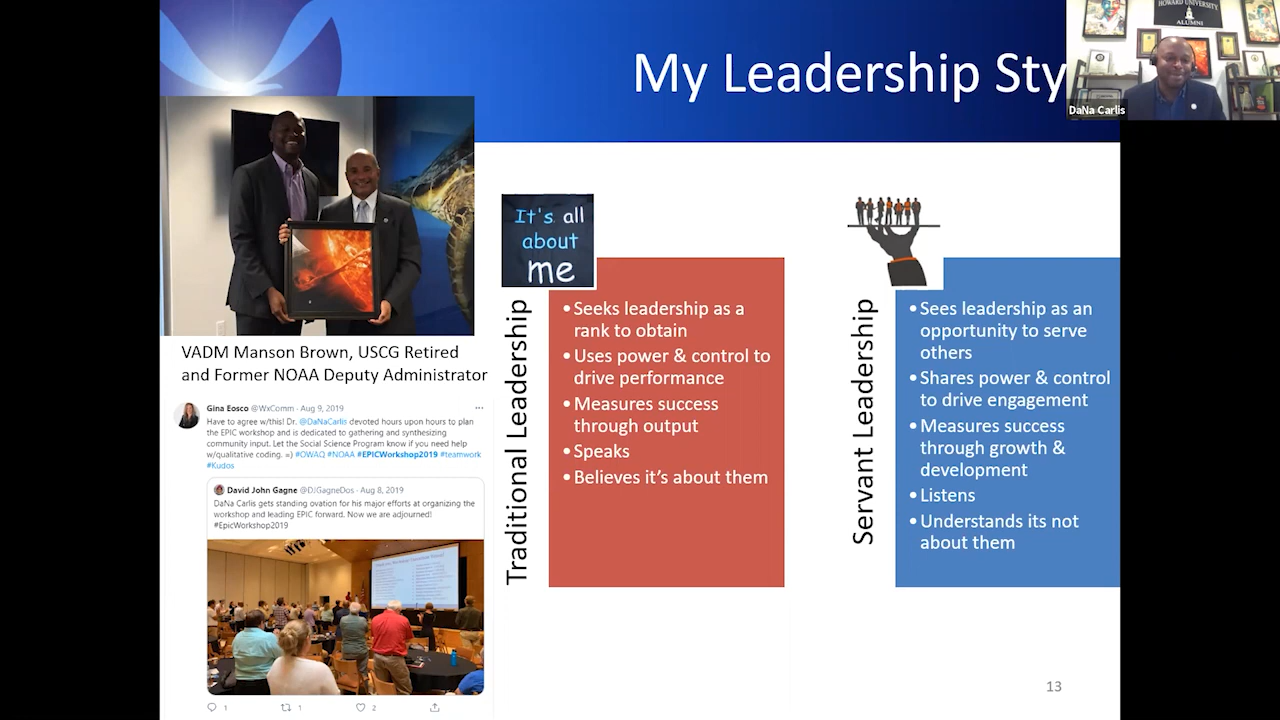 My Leadership Sty
HOWARD UNIVERSITY
ALUMNI
DaNa Carlis
VADM Manson Brown, USCG Retired
and Former NOAA Deputy Administrator
Gina Eosco @WxComm · Aug 9, 2019
Have to agree w/this! Dr. @DaNaCarlis devoted hours upon hours to plan
the EPIC workshop and is dedicated to gathering and synthesizing
community input. Let the Social Science Program know if you need help
w/qualitative coding. =) #OWAQ #NOAA #EPICWorkshop2019 #teamwork
#Kudos
David John Gagne @DJGagneDos · Aug 8, 2019
DaNa Carlis gets standing ovation for his major efforts at organizing the
workshop and leading EPIC forward. Now we are adjourned!
#EpicWorkshop2019
1
1
2
It's all
about
me
Traditional Leadership
•Seeks leadership as a
rank to obtain
•Uses power & control to
drive performance
•Measures success
through output
•Speaks
•Believes it's about them
Servant Leadership
•Sees leadership as an
opportunity to serve
others
•Shares power & control
to drive engagement
•Measures success
through growth &
development
•Listens
•Understands its not
about them
13